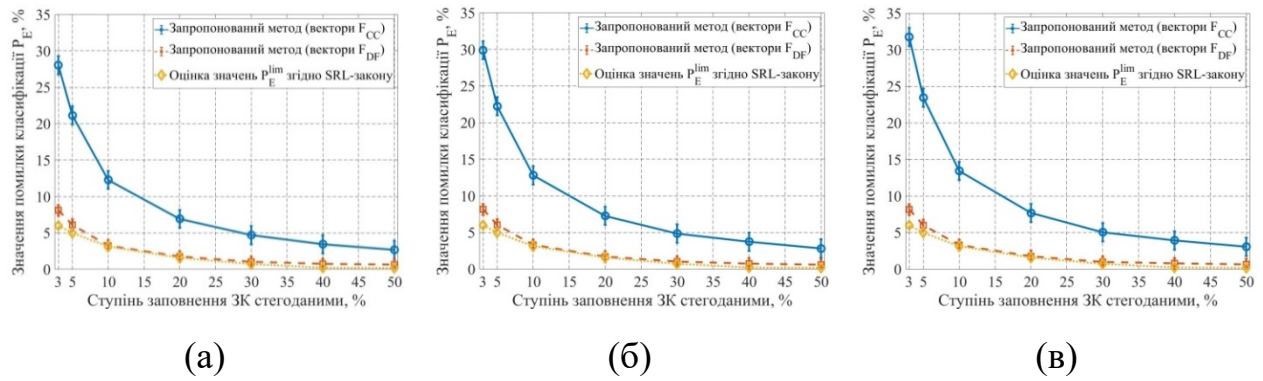 Значення помилки класифікації P_E, %
35
30
25
20
15
10
5
0
Запропонований метод (вектори F_CC)
Запропонований метод (вектори F_DF)
Оцінка значень P_E^lim згідно SRL-закону
3 5 10 15 20 25 30 35 40 45 50
Ступінь заповнення ЗК стегоданими, %
(а)
Значення помилки класифікації P_E, %
35
30
25
20
15
10
5
0
Запропонований метод (вектори F_CC)
Запропонований метод (вектори F_DF)
Оцінка значень P_E^lim згідно SRL-закону
3 5 10 15 20 25 30 35 40 45 50
Ступінь заповнення ЗК стегоданими, %
(б)
Значення помилки класифікації P_E, %
35
30
25
20
15
10
5
0
Запропонований метод (вектори F_CC)
Запропонований метод (вектори F_DF)
Оцінка значень P_E^lim згідно SRL-закону
3 5 10 15 20 25 30 35 40 45 50
Ступінь заповнення ЗК стегоданими, %
(в)